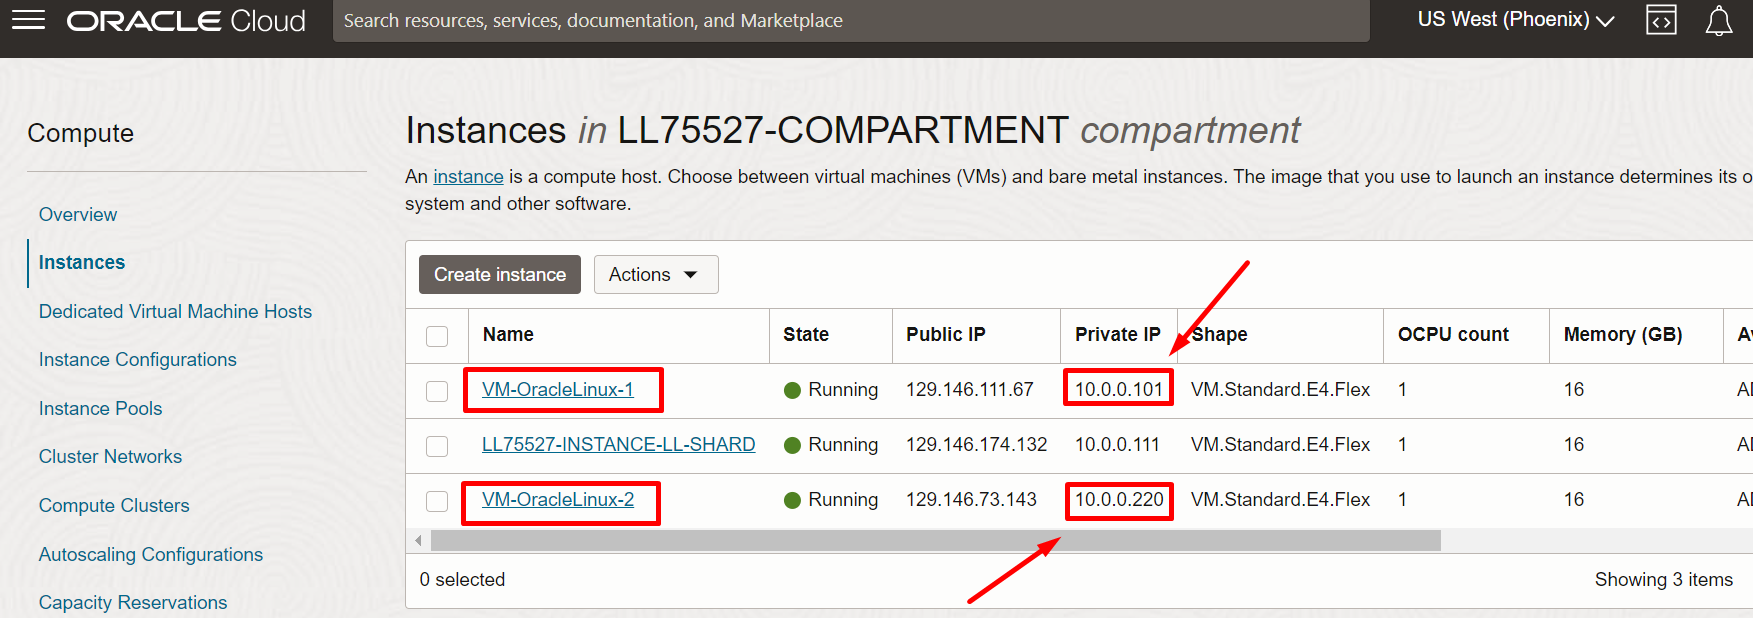 ORACLE Cloud
Search resources, services, documentation, and Marketplace
US West (Phoenix)
Compute
Overview
Instances
Dedicated Virtual Machine Hosts
Instance Configurations
Instance Pools
Cluster Networks
Compute Clusters
Autoscaling Configurations
Capacity Reservations
Instances in LL75527-COMPARTMENT compartment
An instance is a compute host. Choose between virtual machines (VMs) and bare metal instances. The image that you use to launch an instance determines its o
system and other software.
Create instance Actions
Name State Public IP Private IP Shape OCPU count Memory (GB)
VM-OracleLinux-1 Running 129.146.111.67 10.0.0.101 VM.Standard.E4.Flex 1 16
LL75527-INSTANCE-LL-SHARD Running 129.146.174.132 10.0.0.111 VM.Standard.E4.Flex 1 16
VM-OracleLinux-2 Running 129.146.73.143 10.0.0.220 VM.Standard.E4.Flex 1 16
0 selected Showing 3 items